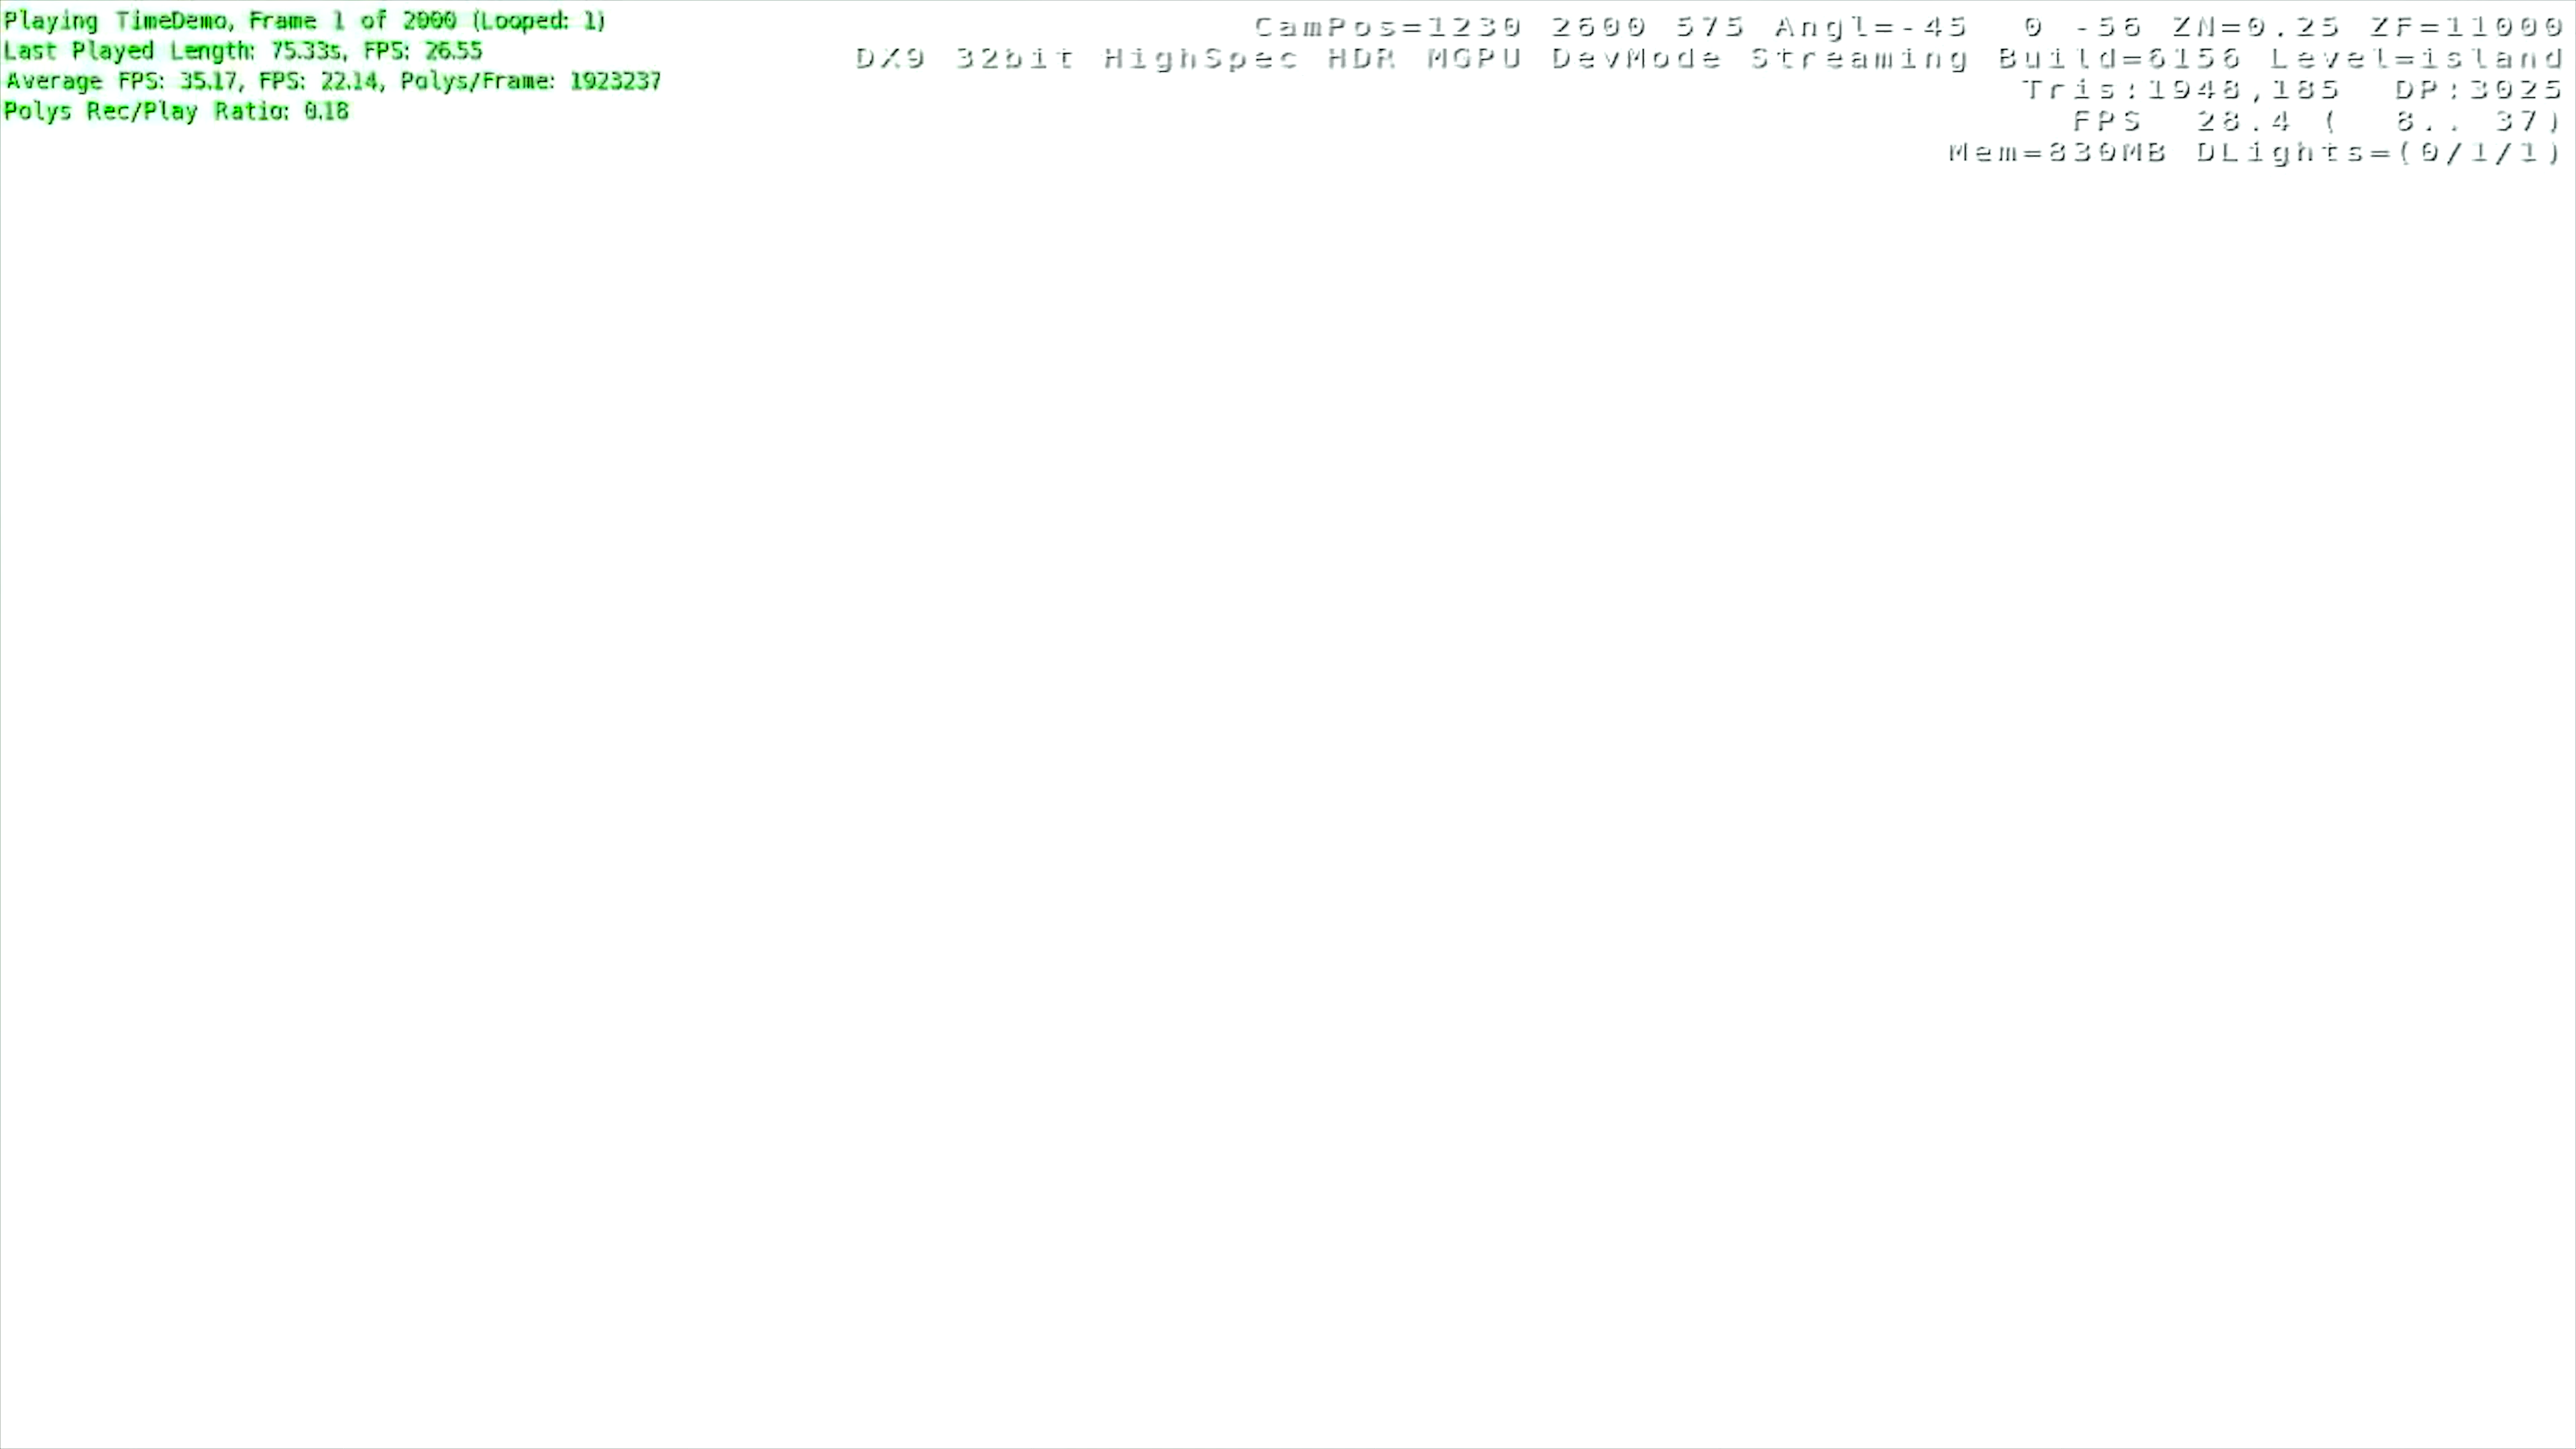 Playing TimeDemo, Frame 1 of 2000 (Looped: 1)
Last Played Length: 75.33s, FPS: 26.55
Average FPS: 35.17, FPS: 22.14, Polys/Frame: 1923237
Polys Rec/Play Ratio: 0.18
CamPos=1230 2600 575 Angl=-45 0 -56 ZN=0.25 ZF=11000
DX9 32bit HighSpec HDR MGPU DevMode Streaming Build=6156 Level=island
Tris:1948,185 DP:3025
FPS 28.4 ( 8.. 37)
Mem=830MB DLights=(0/1/1)